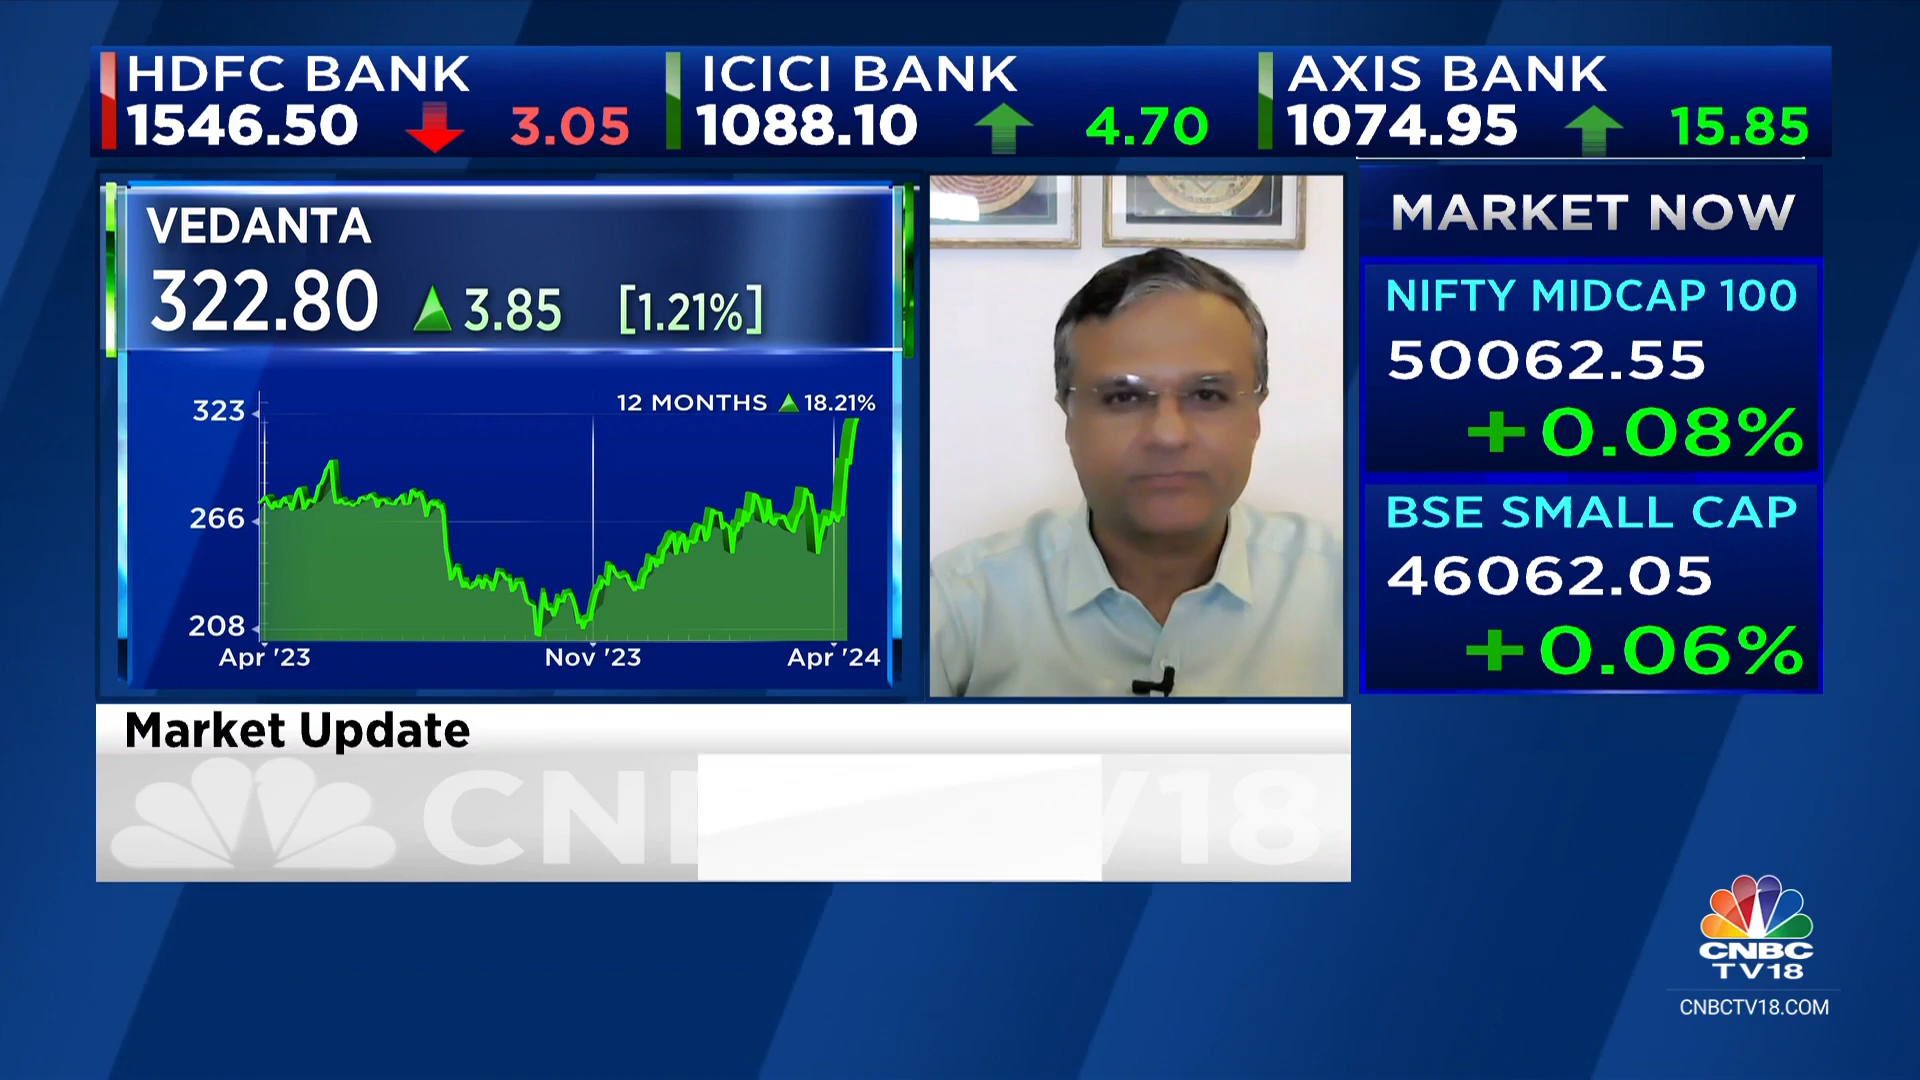 HDFC BANK
1546.50 3.05
ICICI BANK
1088.10 4.70
AXIS BANK
1074.95 15.85
VEDANTA
322.80 3.85 [1.21%]
12 MONTHS 18.21%
323
266
208
Apr '23 Nov '23 Apr '24
MARKET NOW
NIFTY MIDCAP 100
50062.55
+0.08%
BSE SMALL CAP
46062.05
+0.06%
Market Update
CNBC
TV18
CNBCTV18.COM